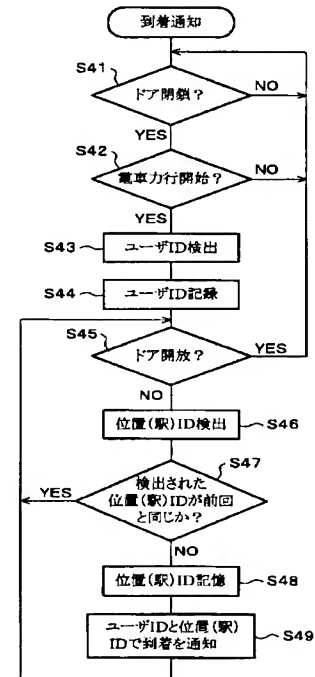 到着通知
S41
ドア閉鎖？
NO
YES
S42
電車力行開始？
NO
YES
S43
ユーザID検出
S44
ユーザID記録
S45
ドア開放？
YES
NO
位置(駅)ID検出
S46
S47
検出された
位置(駅)IDが前回
と同じか？
YES
NO
位置(駅)ID記憶
S48
ユーザIDと位置(駅)
IDで到着を通知
S49